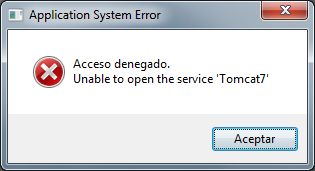 Application System Error
Acceso denegado.
Unable to open the service 'Tomcat7'
Aceptar